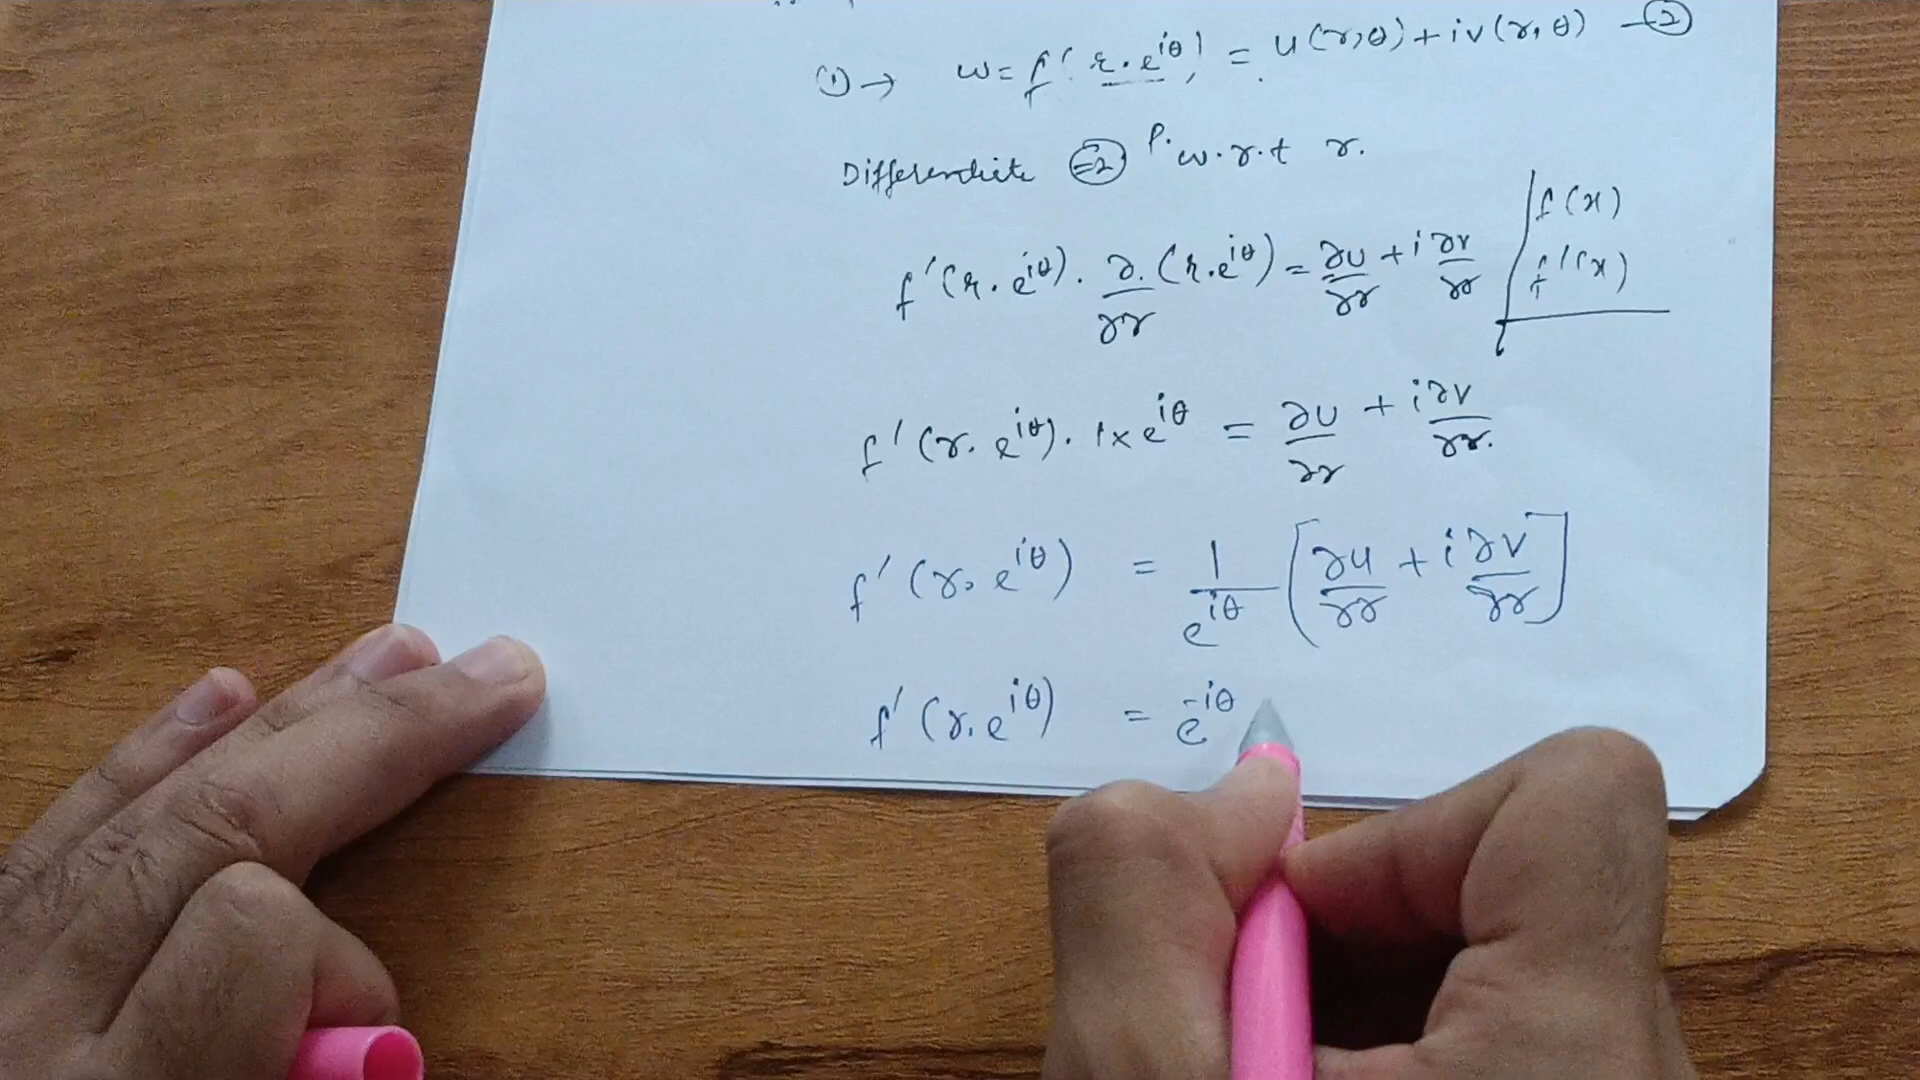 (1) → w = f(r.e^{iθ}) = u(r,θ) + iv(r,θ) —②
Differentiate ⇒② P. w.r.t r.
f'(r.e^{iθ}) . ∂/∂r (r.e^{iθ}) = ∂u/∂r + i ∂v/∂r
f(x)
f'(x)
f'(r.e^{iθ}) . 1×e^{iθ} = ∂u/∂r + i ∂v/∂r.
f'(r.e^{iθ}) = 1/e^{iθ} [∂u/∂r + i ∂v/∂r]
f'(r.e^{iθ}) = e^{-iθ}